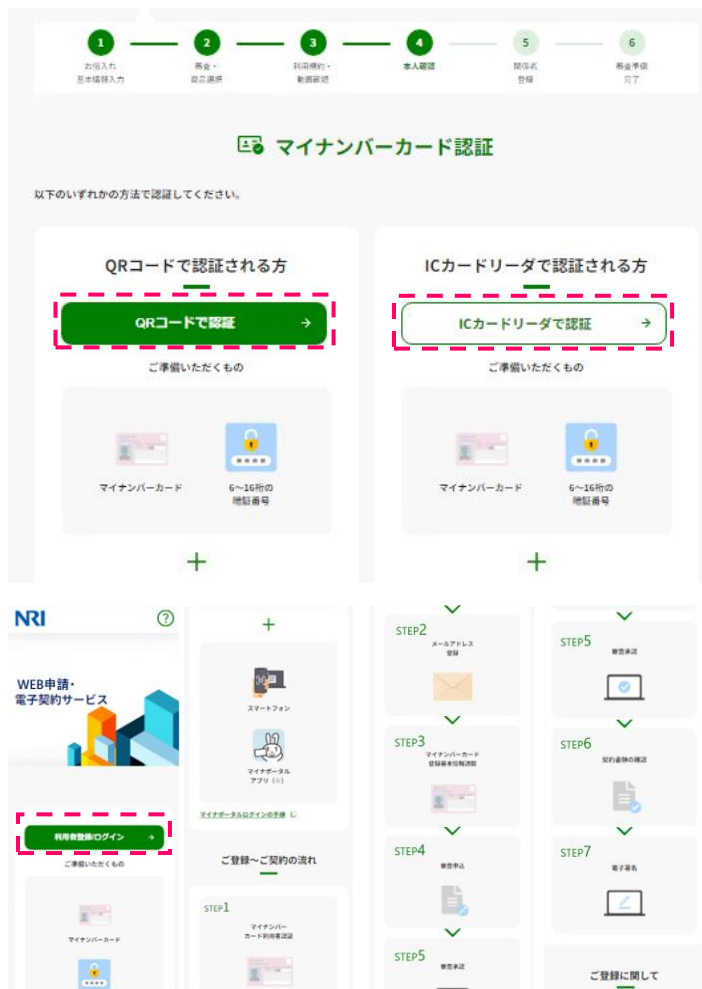 1
2
3
4
5
6
お借入れ
基本情報入力
審査・
商品選択
利用規約・
動画確認
本人確認
関係者
登録
審査準備
完了
マイナンバーカード認証
以下のいずれかの方法で認証してください。
QRコードで認証される方
QRコードで認証 →
ご準備いただくもの
マイナンバーカード
6～16桁の
暗証番号
+
ICカードリーダで認証される方
ICカードリーダで認証 →
ご準備いただくもの
マイナンバーカード
6～16桁の
暗証番号
+
NRI
?
WEB申請・
電子契約サービス
利用者登録/ログイン →
ご準備いただくもの
マイナンバーカード
+
スマートフォン
マイナポータル
アプリ（※）
マイナポータルログインの手順
ご登録～ご契約の流れ
STEP1
マイナンバー
カード利用者認証
STEP2
メールアドレス
登録
STEP3
マイナンバーカード
登録基本情報読取
STEP4
審査申込
STEP5
審査承認
STEP5
審査承認
STEP6
契約書類の確認
STEP7
電子署名
ご登録に関して